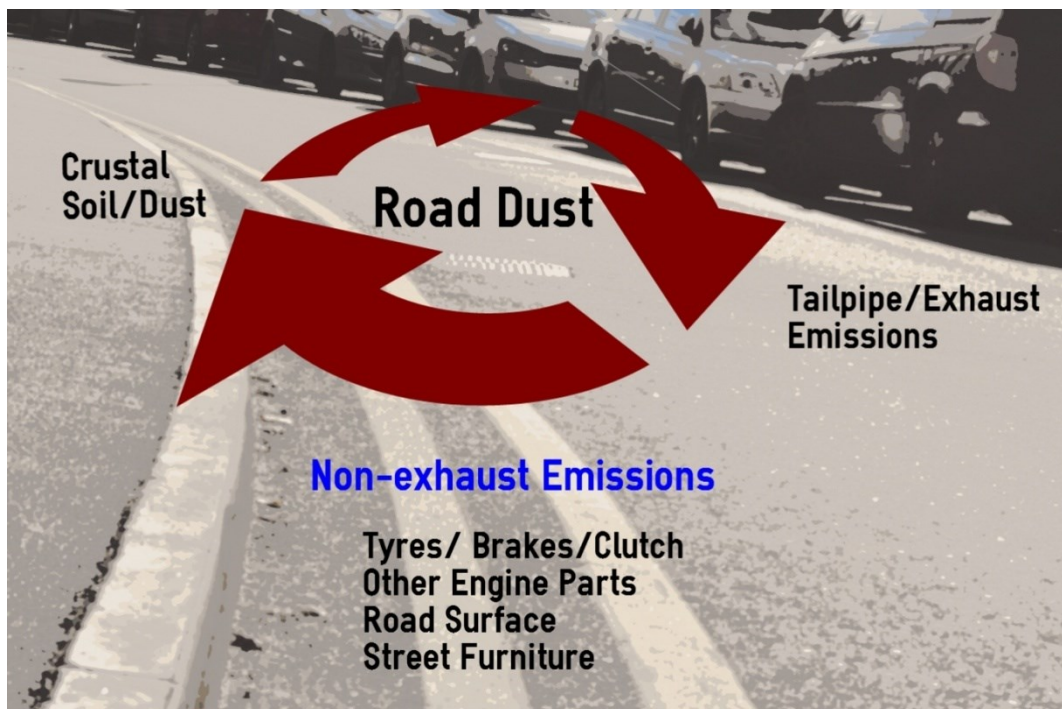 Crustal
Soil/Dust
Road Dust
Tailpipe/Exhaust
Emissions
Non-exhaust Emissions
Tyres/ Brakes/Clutch
Other Engine Parts
Road Surface
Street Furniture